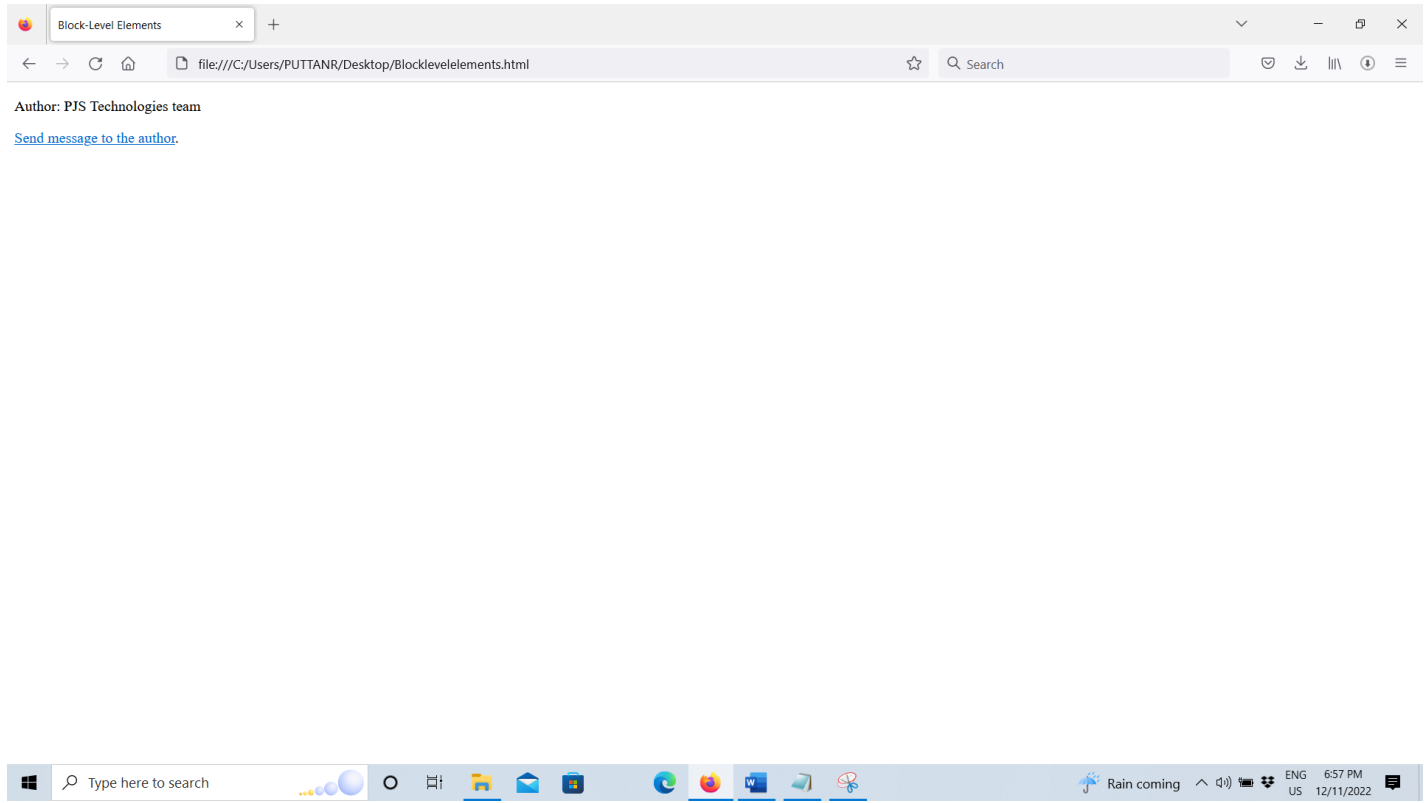 Block-Level Elements
file:///C:/Users/PUTTANR/Desktop/Blocklevelelements.html
Search
Author: PJS Technologies team
Send message to the author.
Type here to search
Rain coming
ENG
US
6:57 PM
12/11/2022